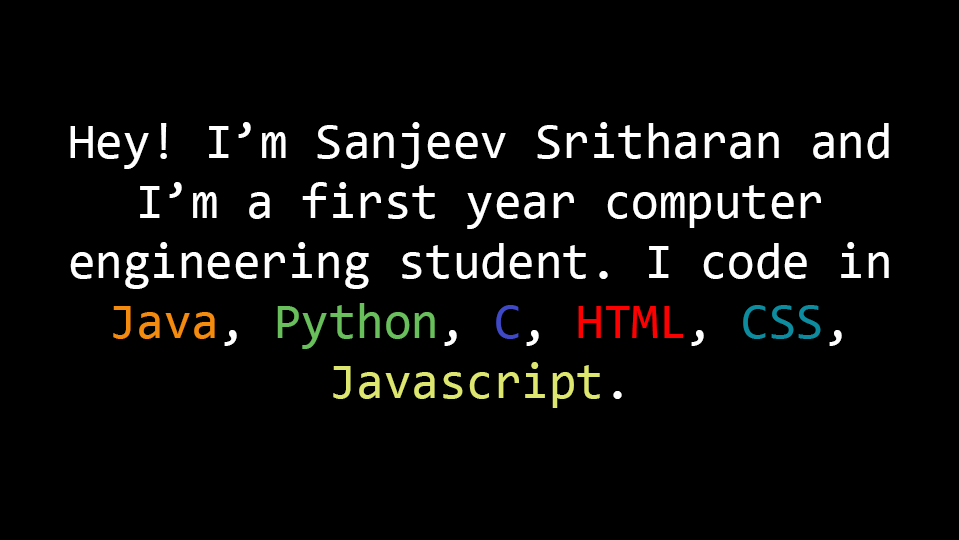 Hey! I’m Sanjeev Sritharan and
I’m a first year computer
engineering student. I code in
Java, Python, C, HTML, CSS,
Javascript.